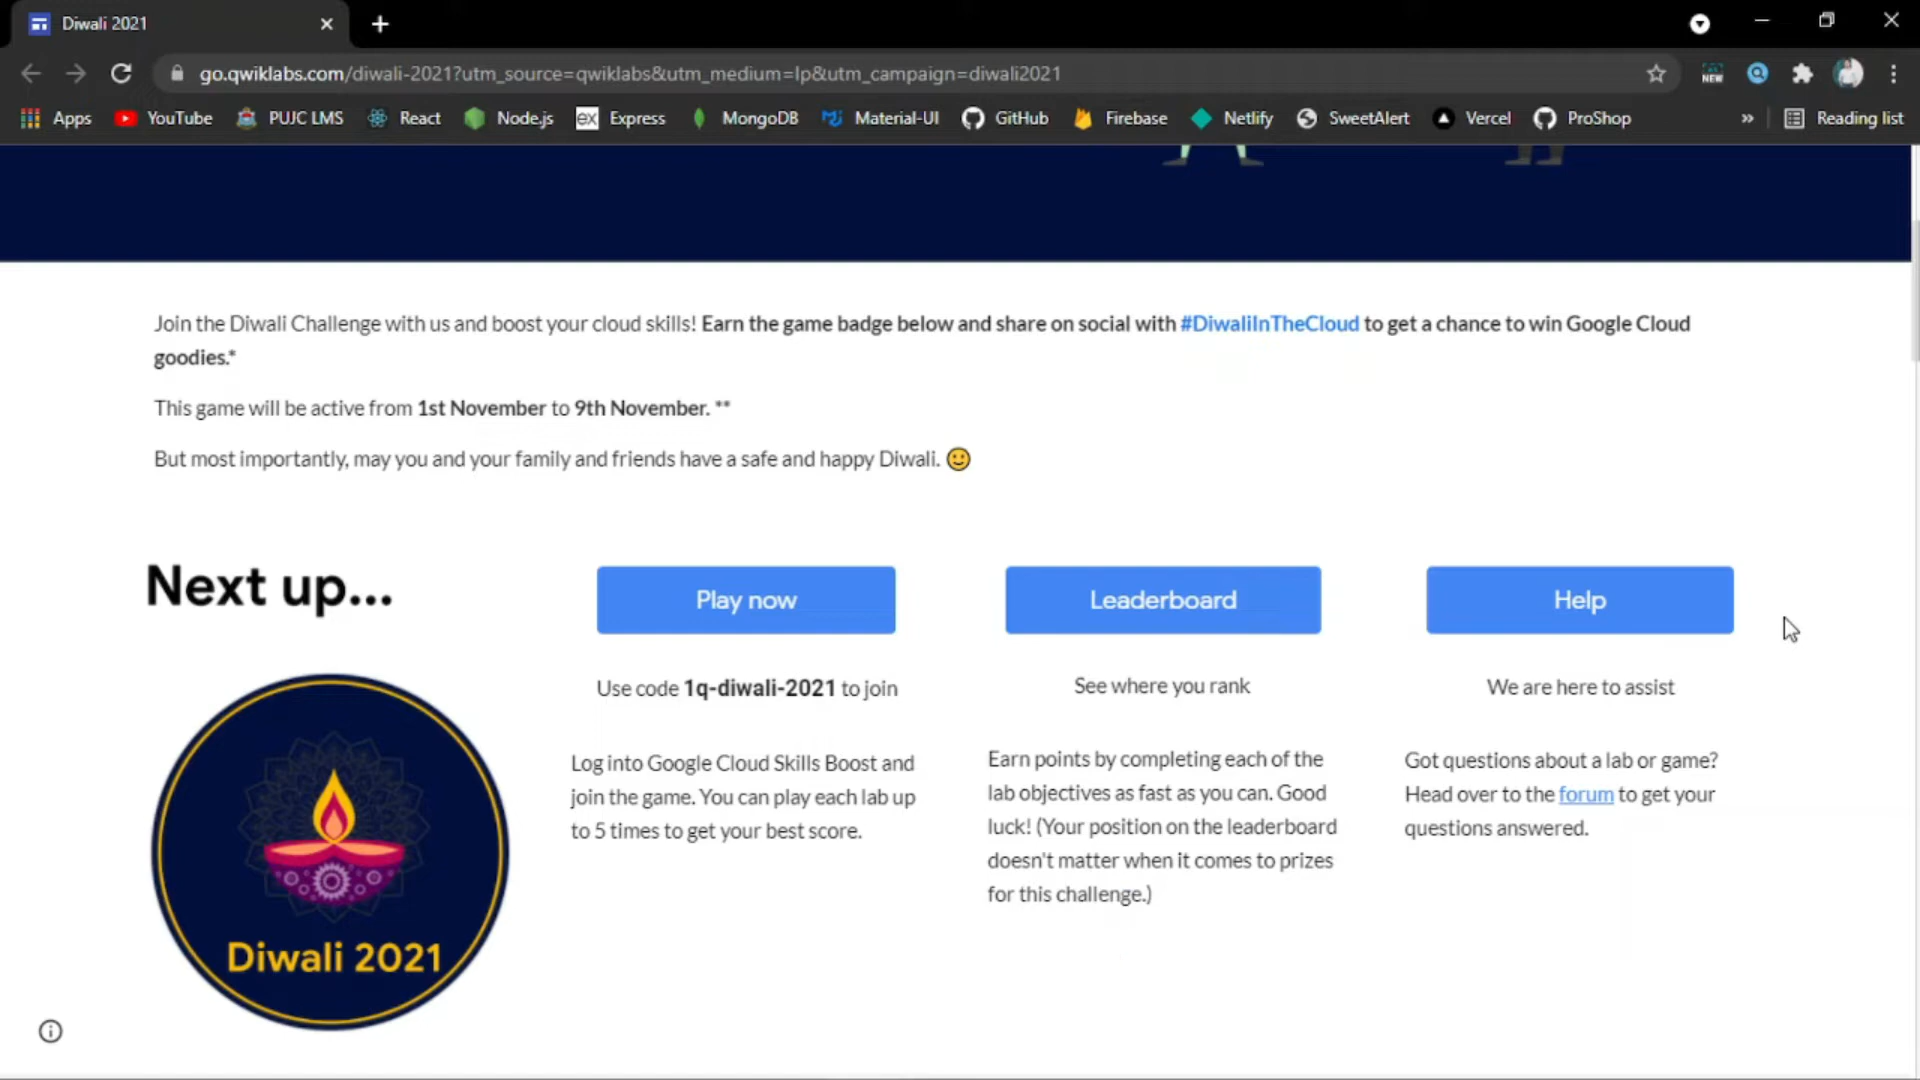 Diwali 2021
go.qwiklabs.com/diwali-2021?utm_source=qwiklabs&utm_medium=lp&utm_campaign=diwali2021
NEW
Apps YouTube PUJC LMS React Node.js ex Express MongoDB Material-UI GitHub Firebase Netlify SweetAlert Vercel ProShop » Reading list
Join the Diwali Challenge with us and boost your cloud skills! Earn the game badge below and share on social with #DiwaliInTheCloud to get a chance to win Google Cloud
goodies.*
This game will be active from 1st November to 9th November. **
But most importantly, may you and your family and friends have a safe and happy Diwali. 🙂
Next up...
Play now
Use code 1q-diwali-2021 to join
Log into Google Cloud Skills Boost and
join the game. You can play each lab up
to 5 times to get your best score.
Leaderboard
See where you rank
Earn points by completing each of the
lab objectives as fast as you can. Good
luck! (Your position on the leaderboard
doesn't matter when it comes to prizes
for this challenge.)
Help
We are here to assist
Got questions about a lab or game?
Head over to the forum to get your
questions answered.
Diwali 2021